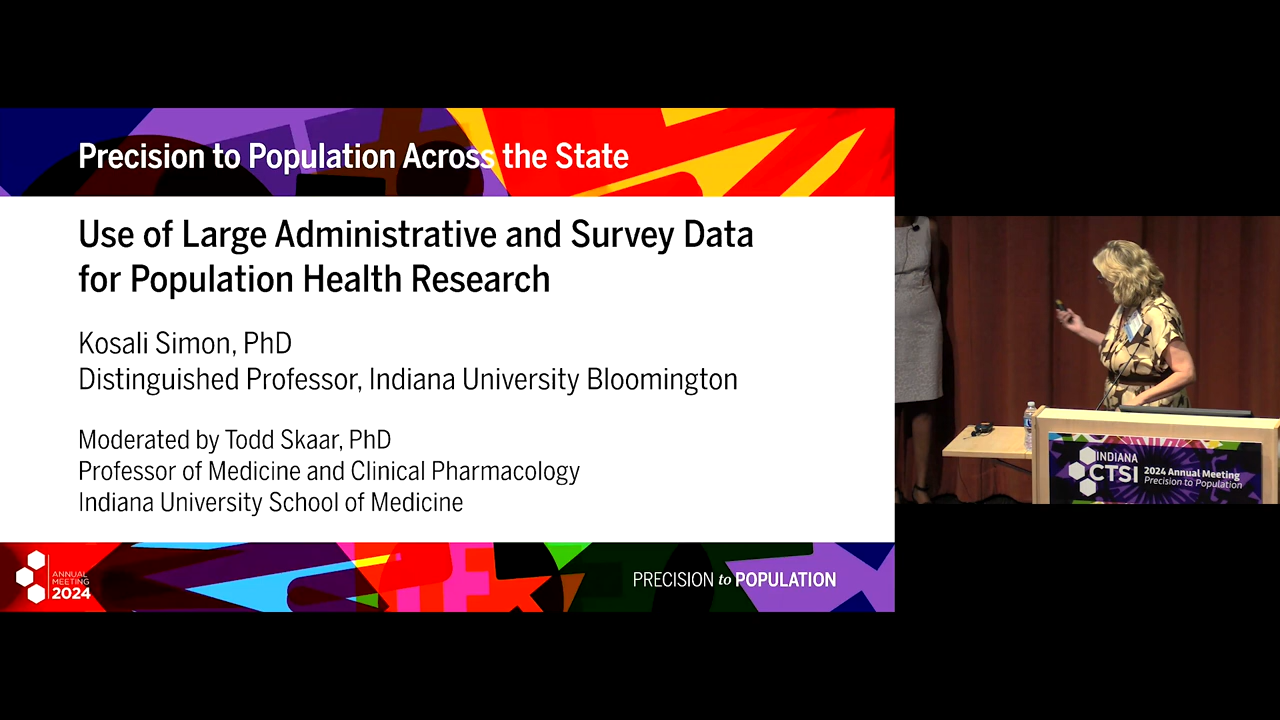 Precision to Population Across the State
Use of Large Administrative and Survey Data
for Population Health Research
Kosali Simon, PhD
Distinguished Professor, Indiana University Bloomington
Moderated by Todd Skaar, PhD
Professor of Medicine and Clinical Pharmacology
Indiana University School of Medicine
ANNUAL
MEETING
2024
PRECISION to POPULATION
INDIANA
CTSI
2024 Annual Meeting
Precision to Population